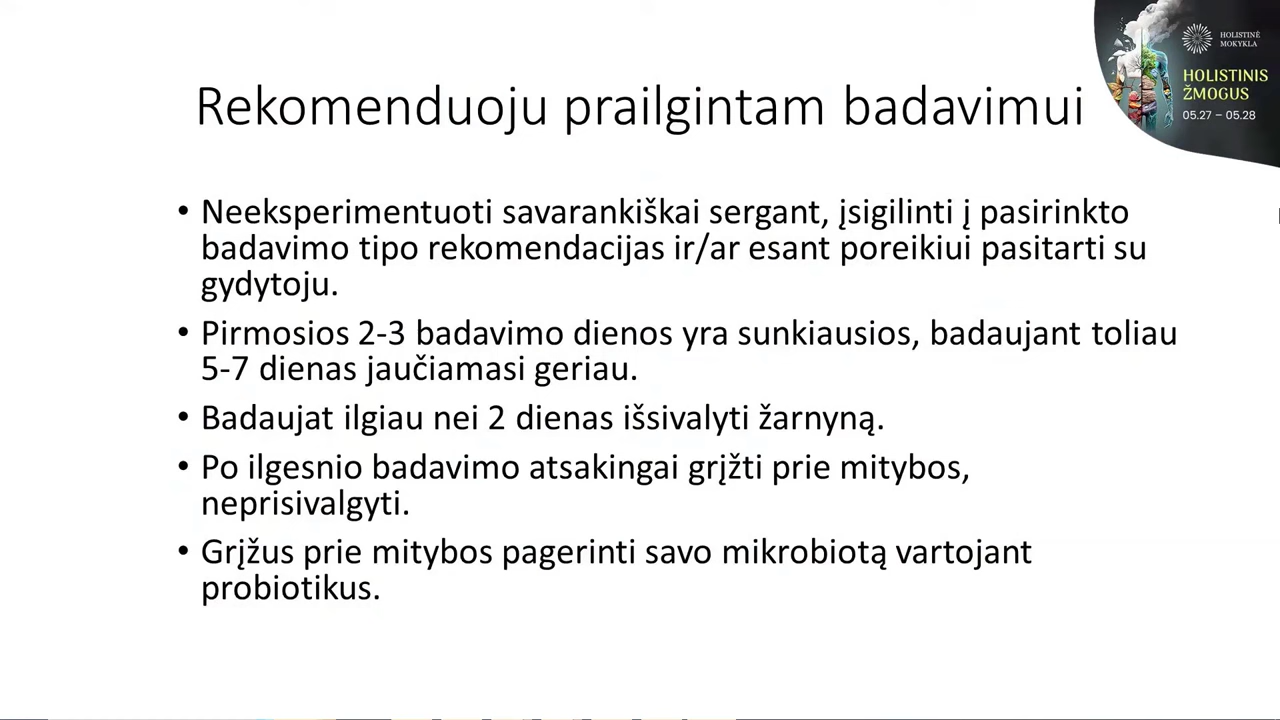 HOLISTINĖ
MOKYKLA
HOLISTINIS
ŽMOGUS
05.27 – 05.28
Rekomenduoju prailgintam badavimui
• Neeksperimentuoti savarankiškai sergant, įsigilinti į pasirinkto
badavimo tipo rekomendacijas ir/ar esant poreikiui pasitarti su
gydytoju.
• Pirmosios 2-3 badavimo dienos yra sunkiausios, badaujant toliau
5-7 dienas jaučiamasi geriau.
• Badaujat ilgiau nei 2 dienas išsivalyti žarnyną.
• Po ilgesnio badavimo atsakingai grįžti prie mitybos,
neprisivalgyti.
• Grįžus prie mitybos pagerinti savo mikrobiotą vartojant
probiotikus.